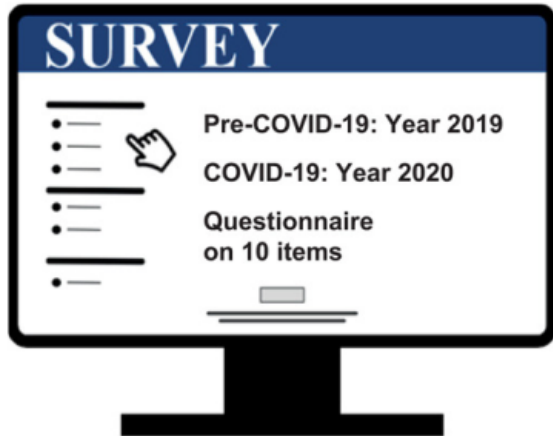 SURVEY
Pre-COVID-19: Year 2019
COVID-19: Year 2020
Questionnaire
on 10 items